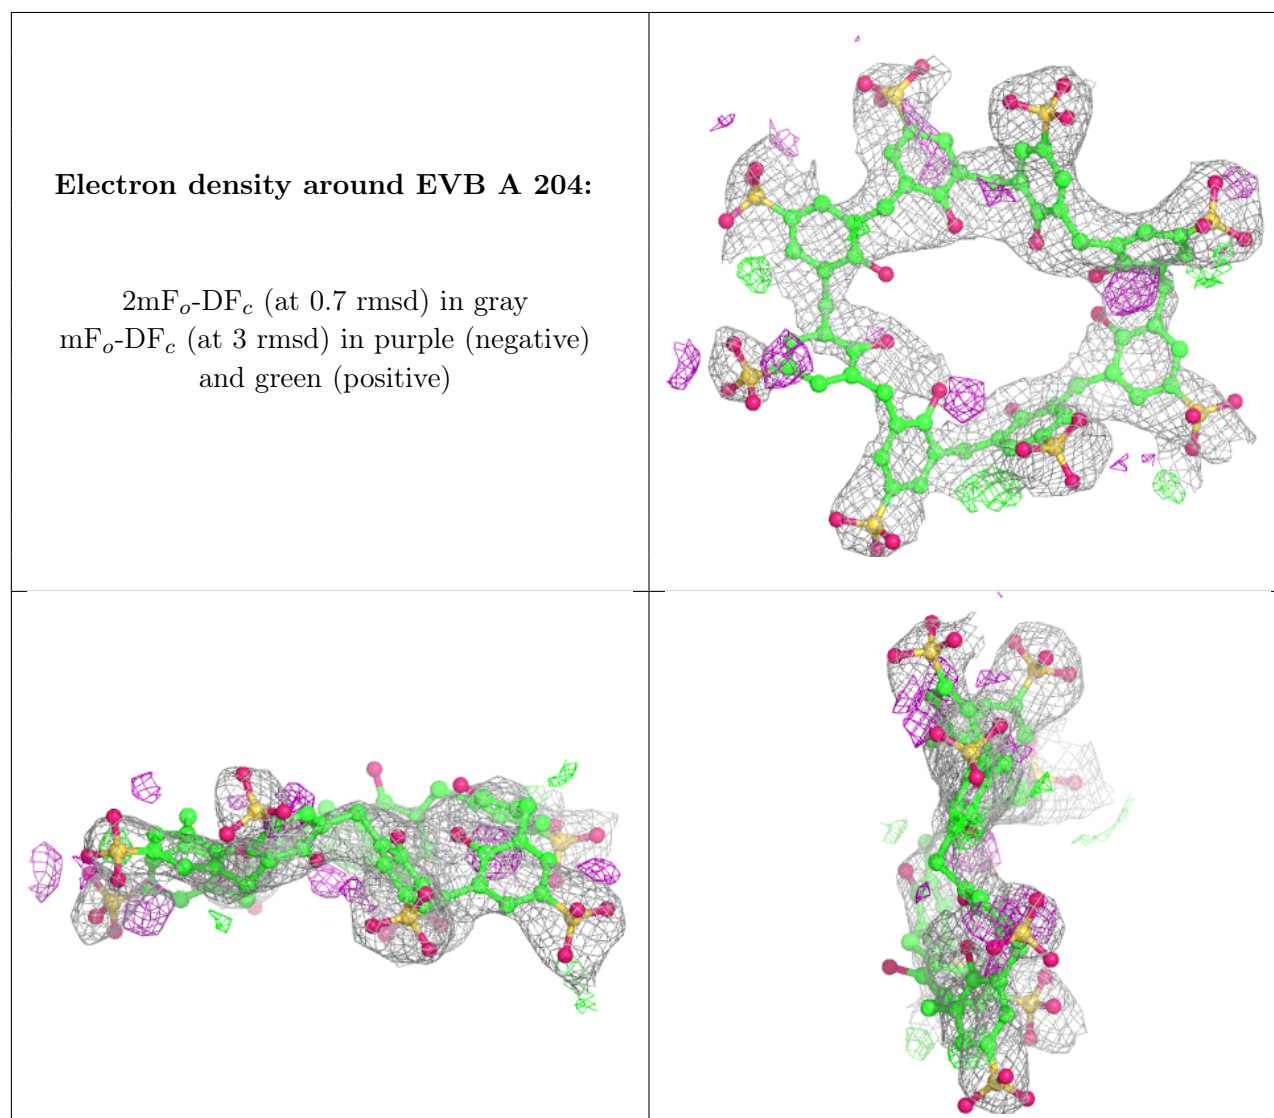 Electron density around EVB A 204:
2mFo-DFc (at 0.7 rmsd) in gray
mFo-DFc (at 3 rmsd) in purple (negative)
and green (positive)